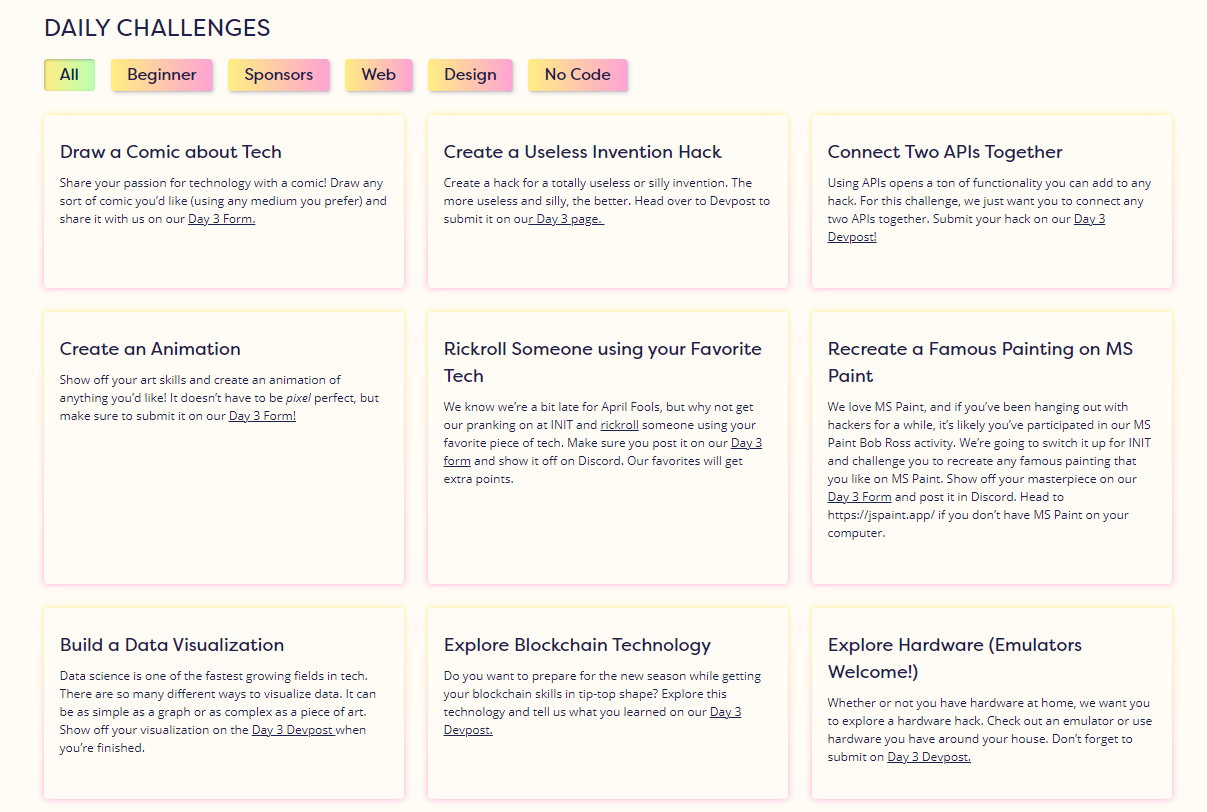 DAILY CHALLENGES
All
Beginner
Sponsors
Web
Design
No Code
Draw a Comic about Tech
Share your passion for technology with a comic! Draw any
sort of comic you’d like (using any medium you prefer) and
share it with us on our Day 3 Form.
Create a Useless Invention Hack
Create a hack for a totally useless or silly invention. The
more useless and silly, the better. Head over to Devpost to
submit it on our Day 3 page.
Connect Two APIs Together
Using APIs opens a ton of functionality you can add to any
hack. For this challenge, we just want you to connect any
two APIs together. Submit your hack on our Day 3
Devpost!
Create an Animation
Show off your art skills and create an animation of
anything you’d like! It doesn’t have to be pixel perfect, but
make sure to submit it on our Day 3 Form!
Rickroll Someone using your Favorite
Tech
We know we’re a bit late for April Fools, but why not get
our pranking on at INIT and rickroll someone using your
favorite piece of tech. Make sure you post it on our Day 3
form and show it off on Discord. Our favorites will get
extra points.
Recreate a Famous Painting on MS
Paint
We love MS Paint, and if you’ve been hanging out with
hackers for a while, it’s likely you’ve participated in our MS
Paint Bob Ross activity. We’re going to switch it up for INIT
and challenge you to recreate any famous painting that
you like on MS Paint. Show off your masterpiece on our
Day 3 Form and post it in Discord. Head to
https://jspaint.app/ if you don’t have MS Paint on your
computer.
Build a Data Visualization
Data science is one of the fastest growing fields in tech.
There are so many different ways to visualize data. It can
be as simple as a graph or as complex as a piece of art.
Show off your visualization on the Day 3 Devpost when
you’re finished.
Explore Blockchain Technology
Do you want to prepare for the new season while getting
your blockchain skills in tip-top shape? Explore this
technology and tell us what you learned on our Day 3
Devpost.
Explore Hardware (Emulators
Welcome!)
Whether or not you have hardware at home, we want you
to explore a hardware hack. Check out an emulator or use
hardware you have around your house. Don’t forget to
submit on Day 3 Devpost.